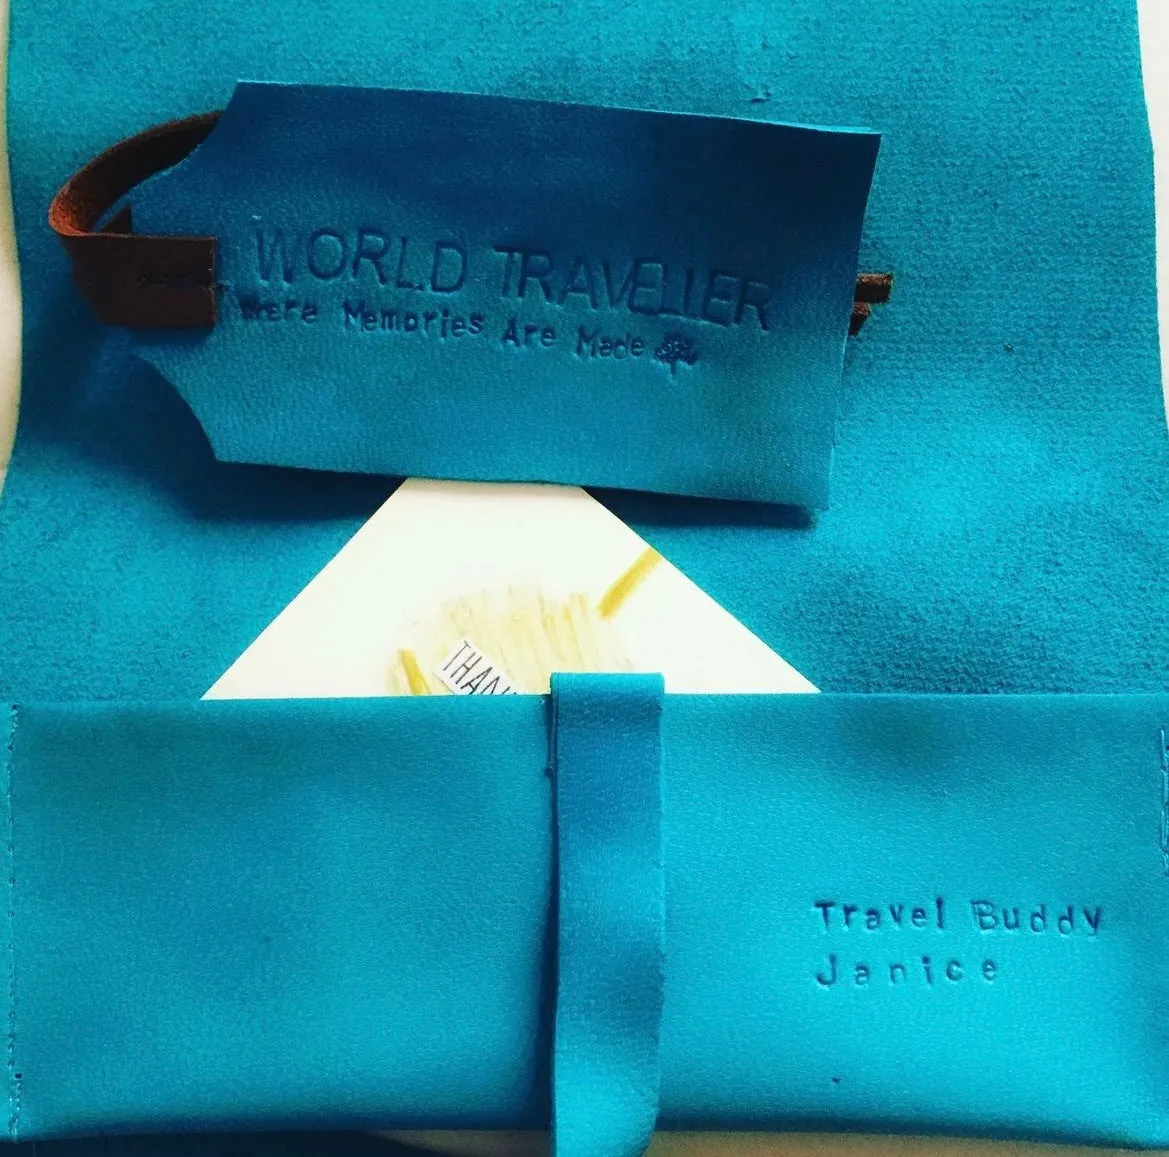 WORLD TRAVELLER
Were Memories Are Made
THAN
Travel Buddy
Janice